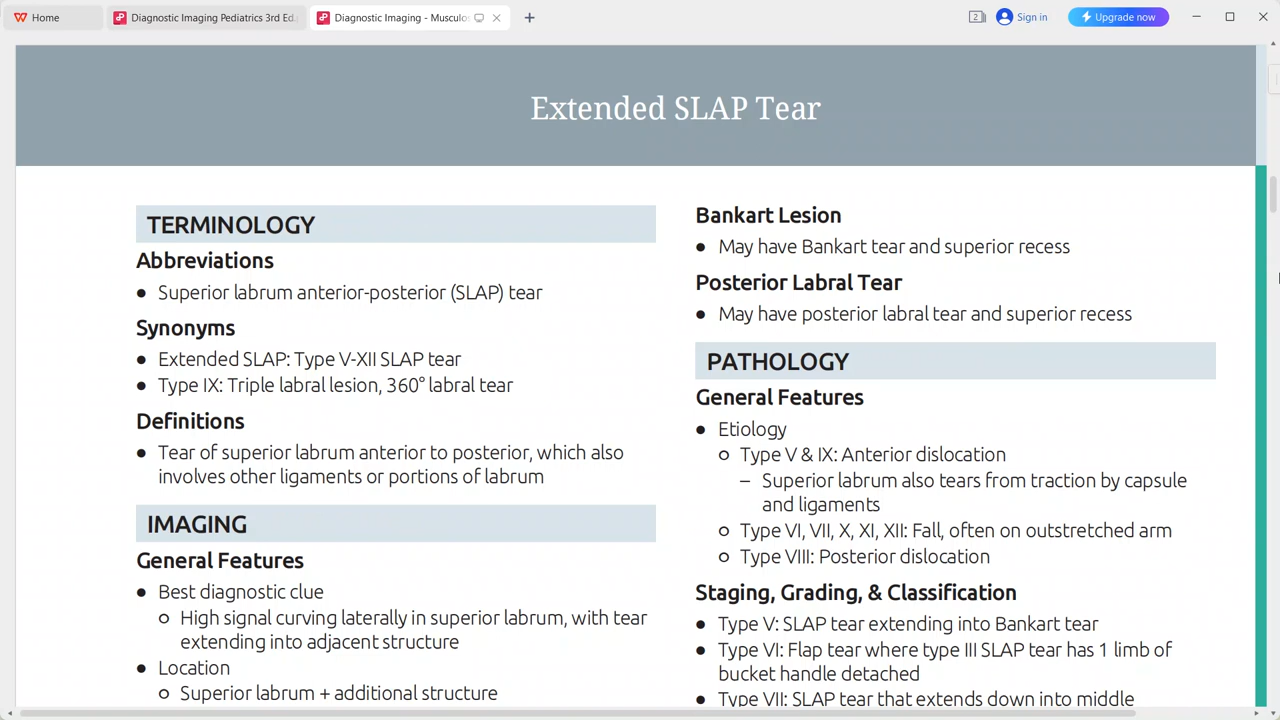 Home
Diagnostic Imaging Pediatrics 3rd Ed.
Diagnostic Imaging - Musculo
2
Sign in
Upgrade now
Extended SLAP Tear
TERMINOLOGY
Abbreviations
● Superior labrum anterior-posterior (SLAP) tear
Synonyms
● Extended SLAP: Type V-XII SLAP tear
● Type IX: Triple labral lesion, 360° labral tear
Definitions
● Tear of superior labrum anterior to posterior, which also
involves other ligaments or portions of labrum
IMAGING
General Features
● Best diagnostic clue
○ High signal curving laterally in superior labrum, with tear
extending into adjacent structure
● Location
○ Superior labrum + additional structure
Bankart Lesion
● May have Bankart tear and superior recess
Posterior Labral Tear
● May have posterior labral tear and superior recess
PATHOLOGY
General Features
● Etiology
○ Type V & IX: Anterior dislocation
– Superior labrum also tears from traction by capsule
and ligaments
○ Type VI, VII, X, XI, XII: Fall, often on outstretched arm
○ Type VIII: Posterior dislocation
Staging, Grading, & Classification
● Type V: SLAP tear extending into Bankart tear
● Type VI: Flap tear where type III SLAP tear has 1 limb of
bucket handle detached
● Type VII: SLAP tear that extends down into middle